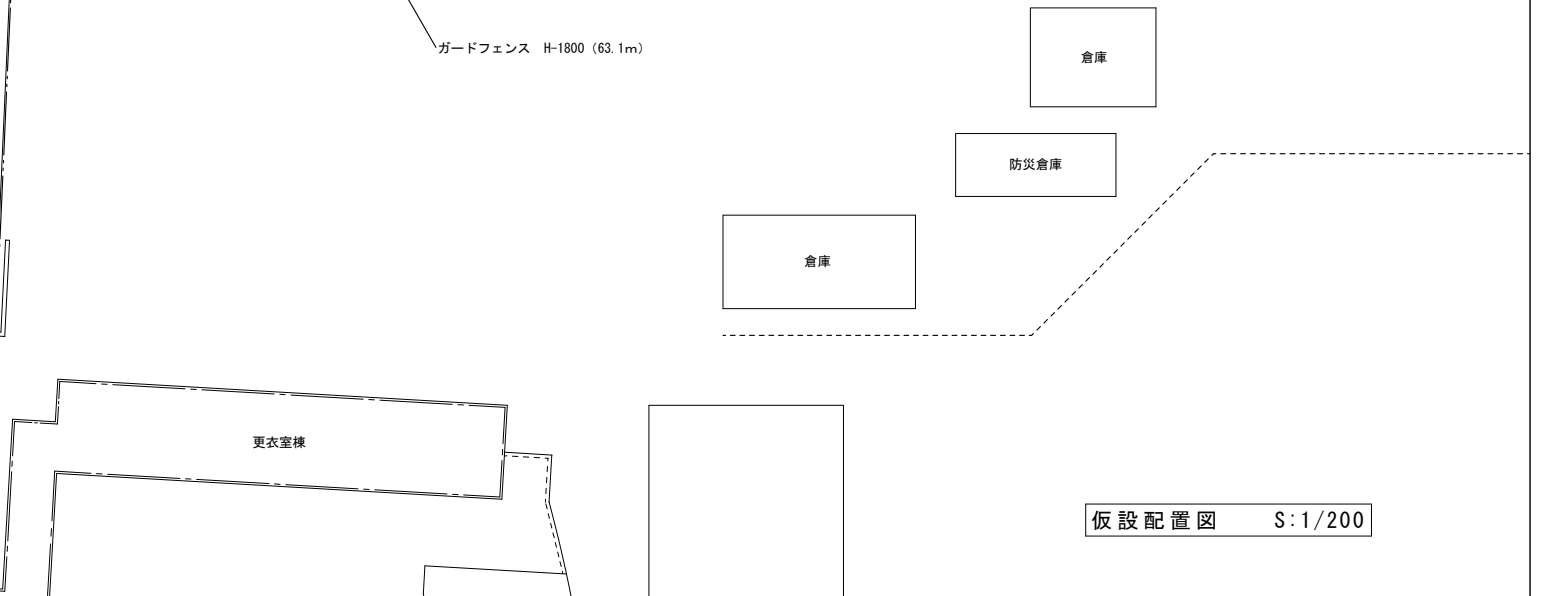 ガードフェンス　H-1800（63.1m）
倉庫
防災倉庫
倉庫
更衣室棟
仮設配置図　　S:1/200